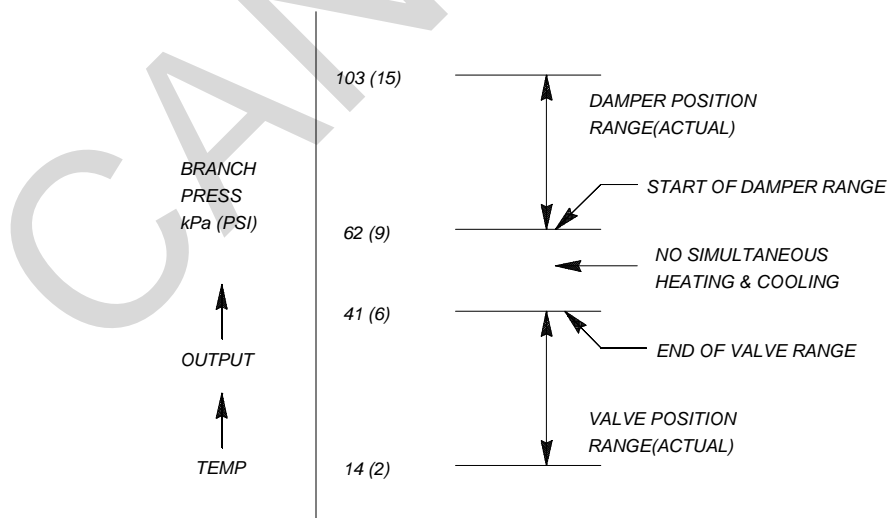 CAN
103 (15)
DAMPER POSITION
RANGE(ACTUAL)
BRANCH
PRESS
kPa (PSI)
START OF DAMPER RANGE
62 (9)
NO SIMULTANEOUS
HEATING & COOLING
41 (6)
END OF VALVE RANGE
OUTPUT
VALVE POSITION
RANGE(ACTUAL)
TEMP
14 (2)